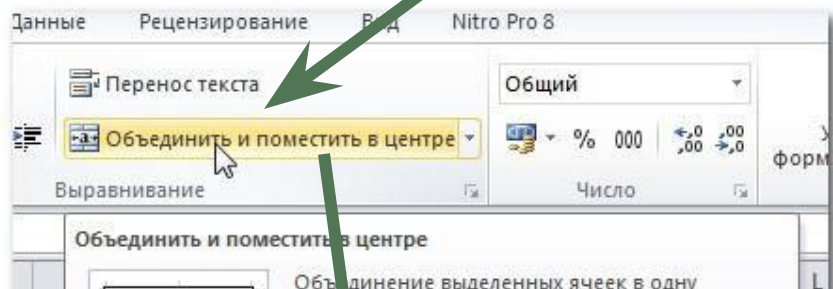 Данные Рецензирование Вид Nitro Pro 8
Перенос текста Общий
Объединить и поместить в центре % 000 ,0 ,00 ,00 ,0
форм
Выравнивание Число
Объединить и поместить в центре
Объединение выделенных ячеек в одну L